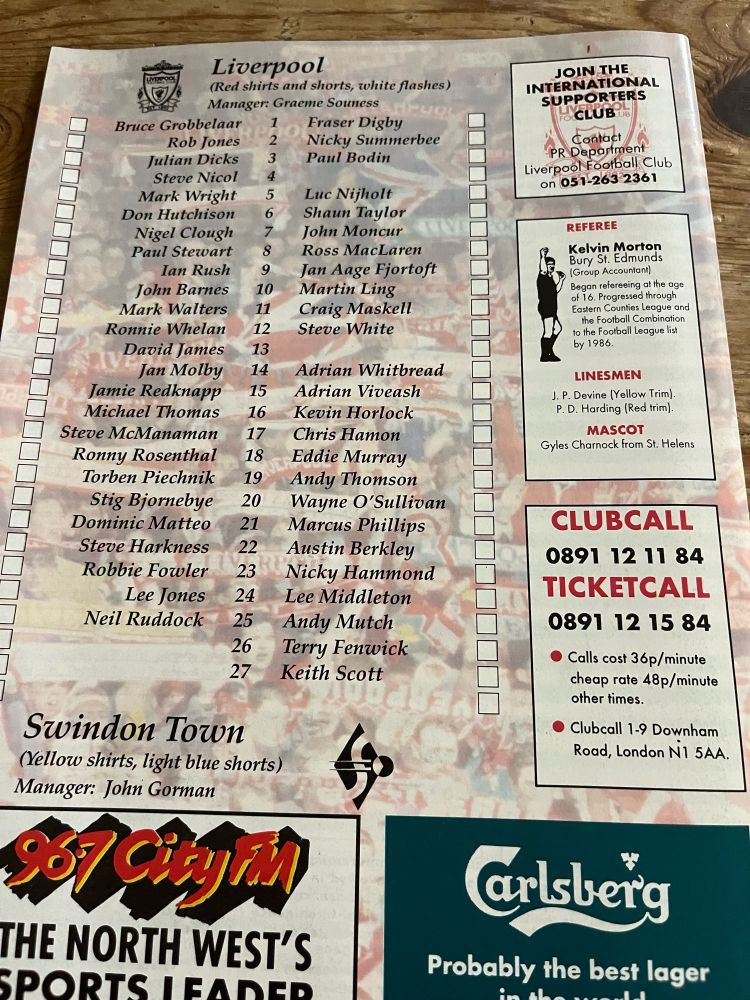 Liverpool
(Red shirts and shorts, white flashes)
Manager: Graeme Souness
Bruce Grobbelaar 1 Fraser Digby
Rob Jones 2 Nicky Summerbee
Julian Dicks 3 Paul Bodin
Steve Nicol 4
Mark Wright 5 Luc Nijholt
Don Hutchison 6 Shaun Taylor
Nigel Clough 7 John Moncur
Paul Stewart 8 Ross MacLaren
Ian Rush 9 Jan Aage Fjortoft
John Barnes 10 Martin Ling
Mark Walters 11 Craig Maskell
Ronnie Whelan 12 Steve White
David James 13
Jan Molby 14 Adrian Whitbread
Jamie Redknapp 15 Adrian Viveash
Michael Thomas 16 Kevin Horlock
Steve McManaman 17 Chris Hamon
Ronny Rosenthal 18 Eddie Murray
Torben Piechnik 19 Andy Thomson
Stig Bjornebye 20 Wayne O'Sullivan
Dominic Matteo 21 Marcus Phillips
Steve Harkness 22 Austin Berkley
Robbie Fowler 23 Nicky Hammond
Lee Jones 24 Lee Middleton
Neil Ruddock 25 Andy Mutch
26 Terry Fenwick
27 Keith Scott
Swindon Town
(Yellow shirts, light blue shorts)
Manager: John Gorman
JOIN THE
INTERNATIONAL
SUPPORTERS
CLUB
Contact
PR Department
Liverpool Football Club
on 051-263 2361
REFEREE
Kelvin Morton
Bury St. Edmunds
(Group Accountant)
Began refereeing at the age
of 16. Progressed through
Eastern Counties League and
the Football Combination
to the Football League list
by 1986.
LINESMEN
J. P. Devine (Yellow Trim).
P. D. Harding (Red trim).
MASCOT
Gyles Charnock from St. Helens
CLUBCALL
0891 12 11 84
TICKETCALL
0891 12 15 84
Calls cost 36p/minute
cheap rate 48p/minute
other times.
Clubcall 1-9 Downham
Road, London N1 5AA.
96·7 City FM
THE NORTH WEST'S
SPORTS LEADER
Carlsberg
Probably the best lager
in the world